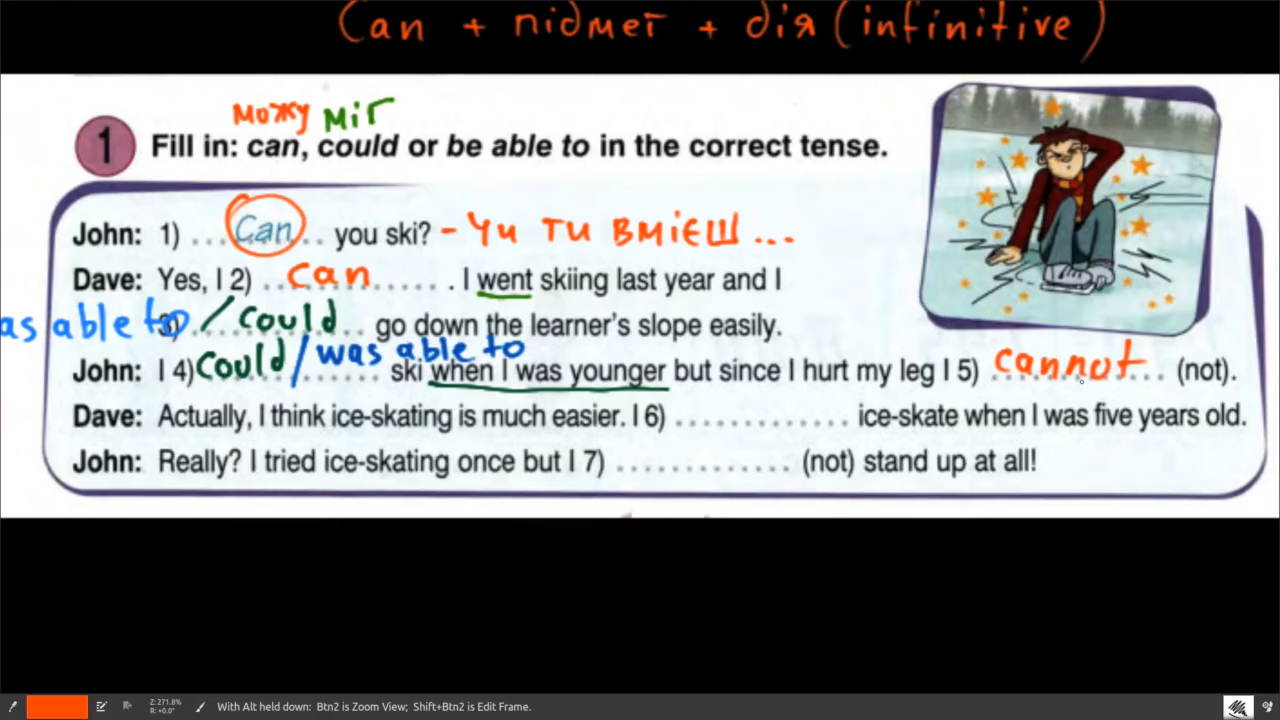 Can + підмет + дія (infinitive)
можу міг
1 Fill in: can, could or be able to in the correct tense.
John: 1) ... Can .. you ski? - Чи ти вмієш ...
Dave: Yes, I 2) .. can ....... . I went skiing last year and I
as able to / could 3) .............. go down the learner's slope easily.
John: I 4) Could / was able to ....... ski when I was younger but since I hurt my leg I 5) cannot ... (not).
Dave: Actually, I think ice-skating is much easier. I 6) .............. ice-skate when I was five years old.
John: Really? I tried ice-skating once but I 7) .............. (not) stand up at all!
Z: 271.8%
R: +0.0°
With Alt held down: Btn2 is Zoom View; Shift+Btn2 is Edit Frame.